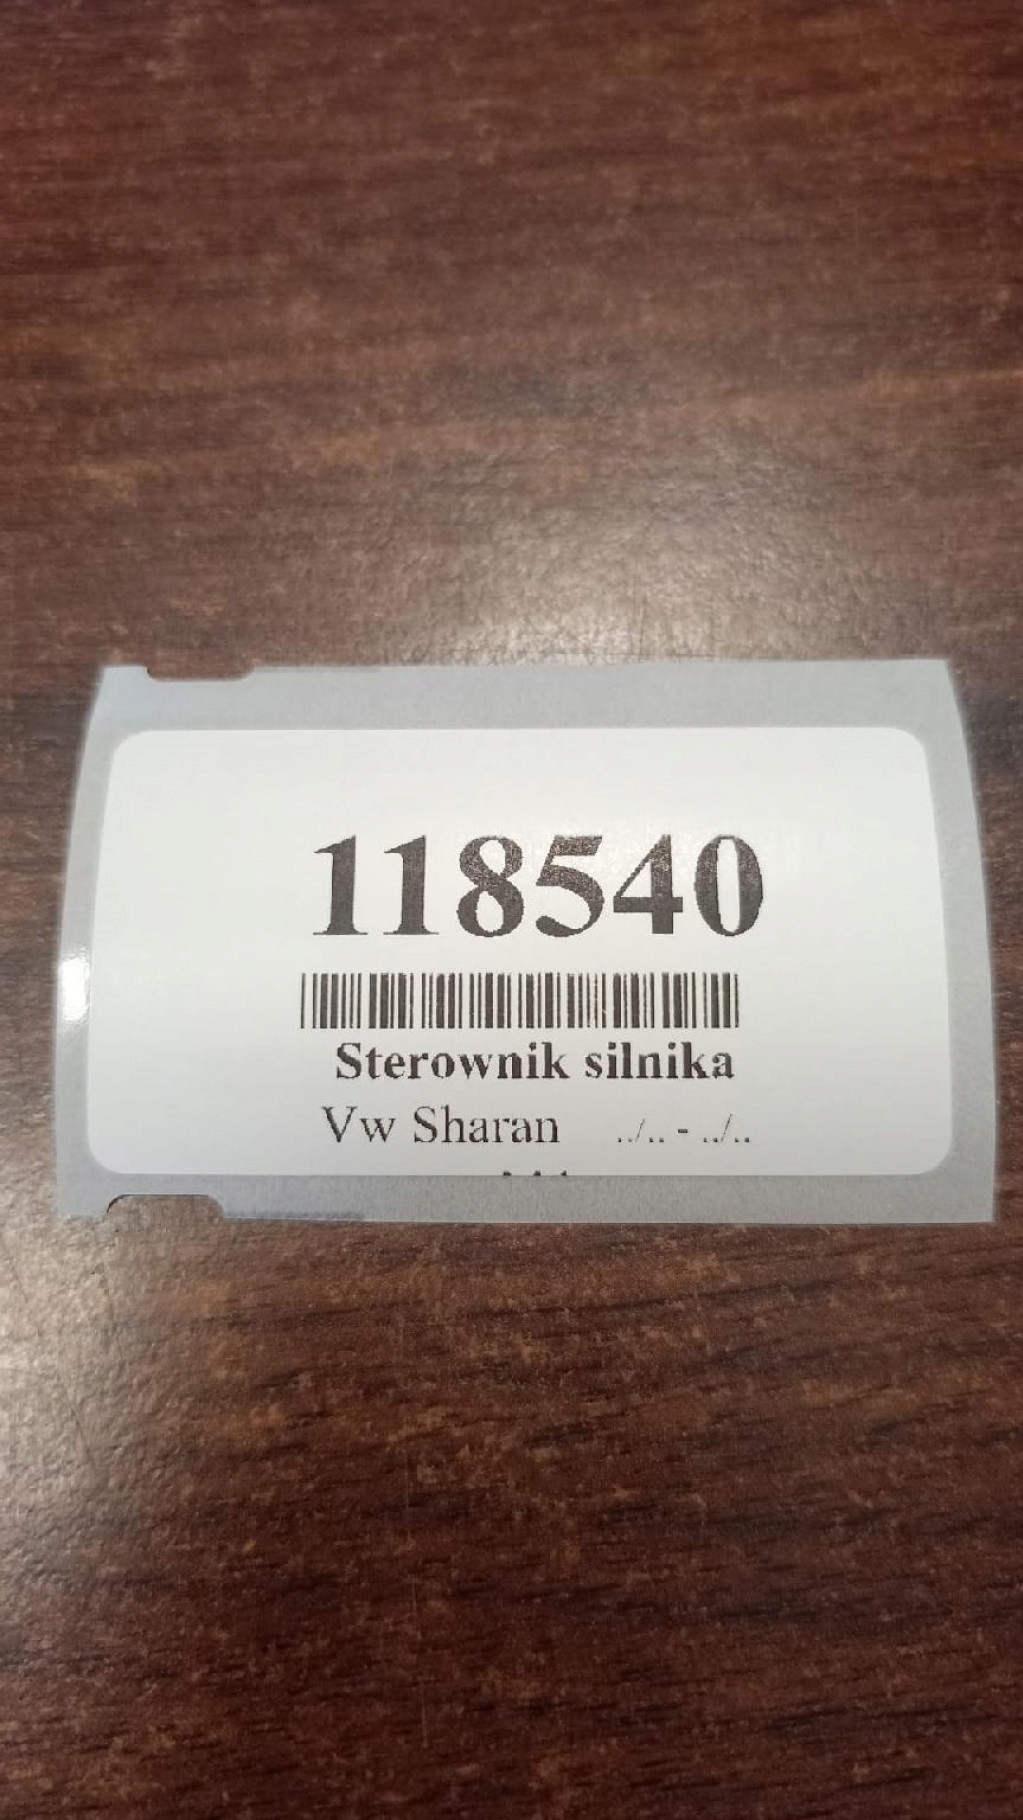 118540
Sterownik silnika
Vw Sharan ../.. - ../..